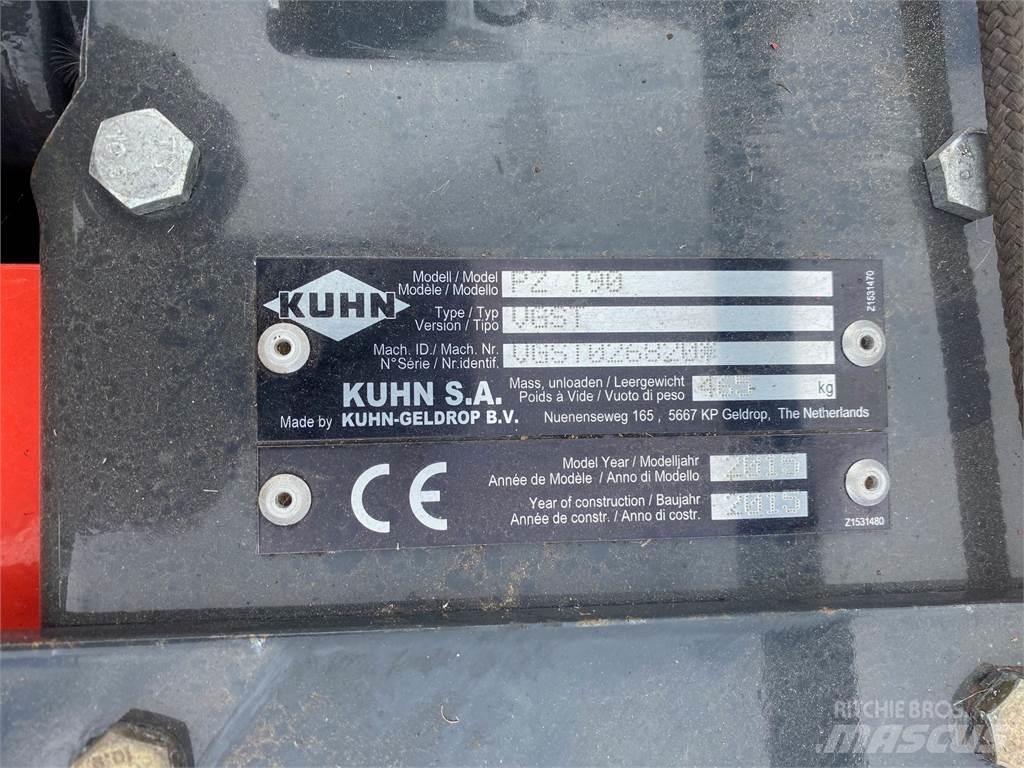 KUHN
Modell / Model PZ 190
Modèle / Modello
Type / Typ VGST
Version / Tipo
Mach. ID./ Mach. Nr.
N°Série / Nr.identif.
KUHN S.A.
Mass, unloaden / Leergewicht 465 kg
Poids à Vide / Vuoto di peso
Made by KUHN-GELDROP B.V. Nuenenseweg 165 , 5667 KP Geldrop, The Netherlands
Z1531470
CE
Model Year / Modelljahr 2015
Année de Modèle / Anno di Modello
Year of construction / Baujahr 2015
Année de constr. / Anno di costr.
Z1531480
RITCHIE BROS.
MASCUS